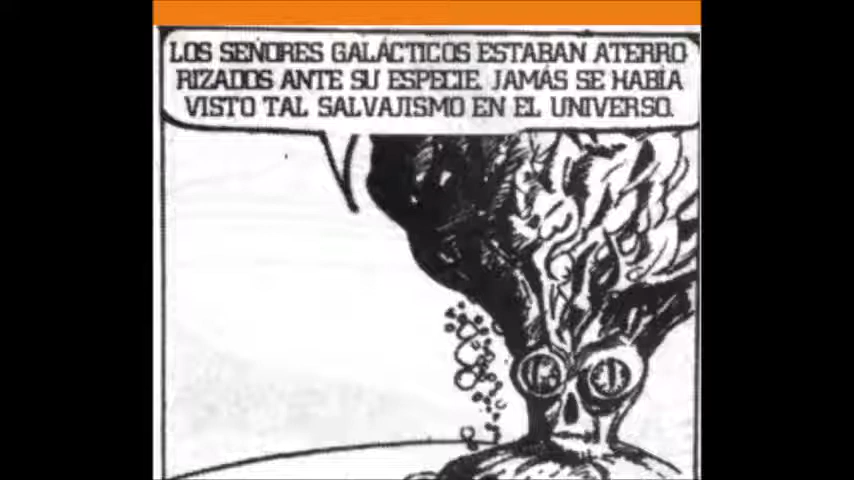 LOS SEÑORES GALÁCTICOS ESTABAN ATERRO
RIZADOS ANTE SU ESPECIE. JAMÁS SE HABÍA
VISTO TAL SALVAJISMO EN EL UNIVERSO.